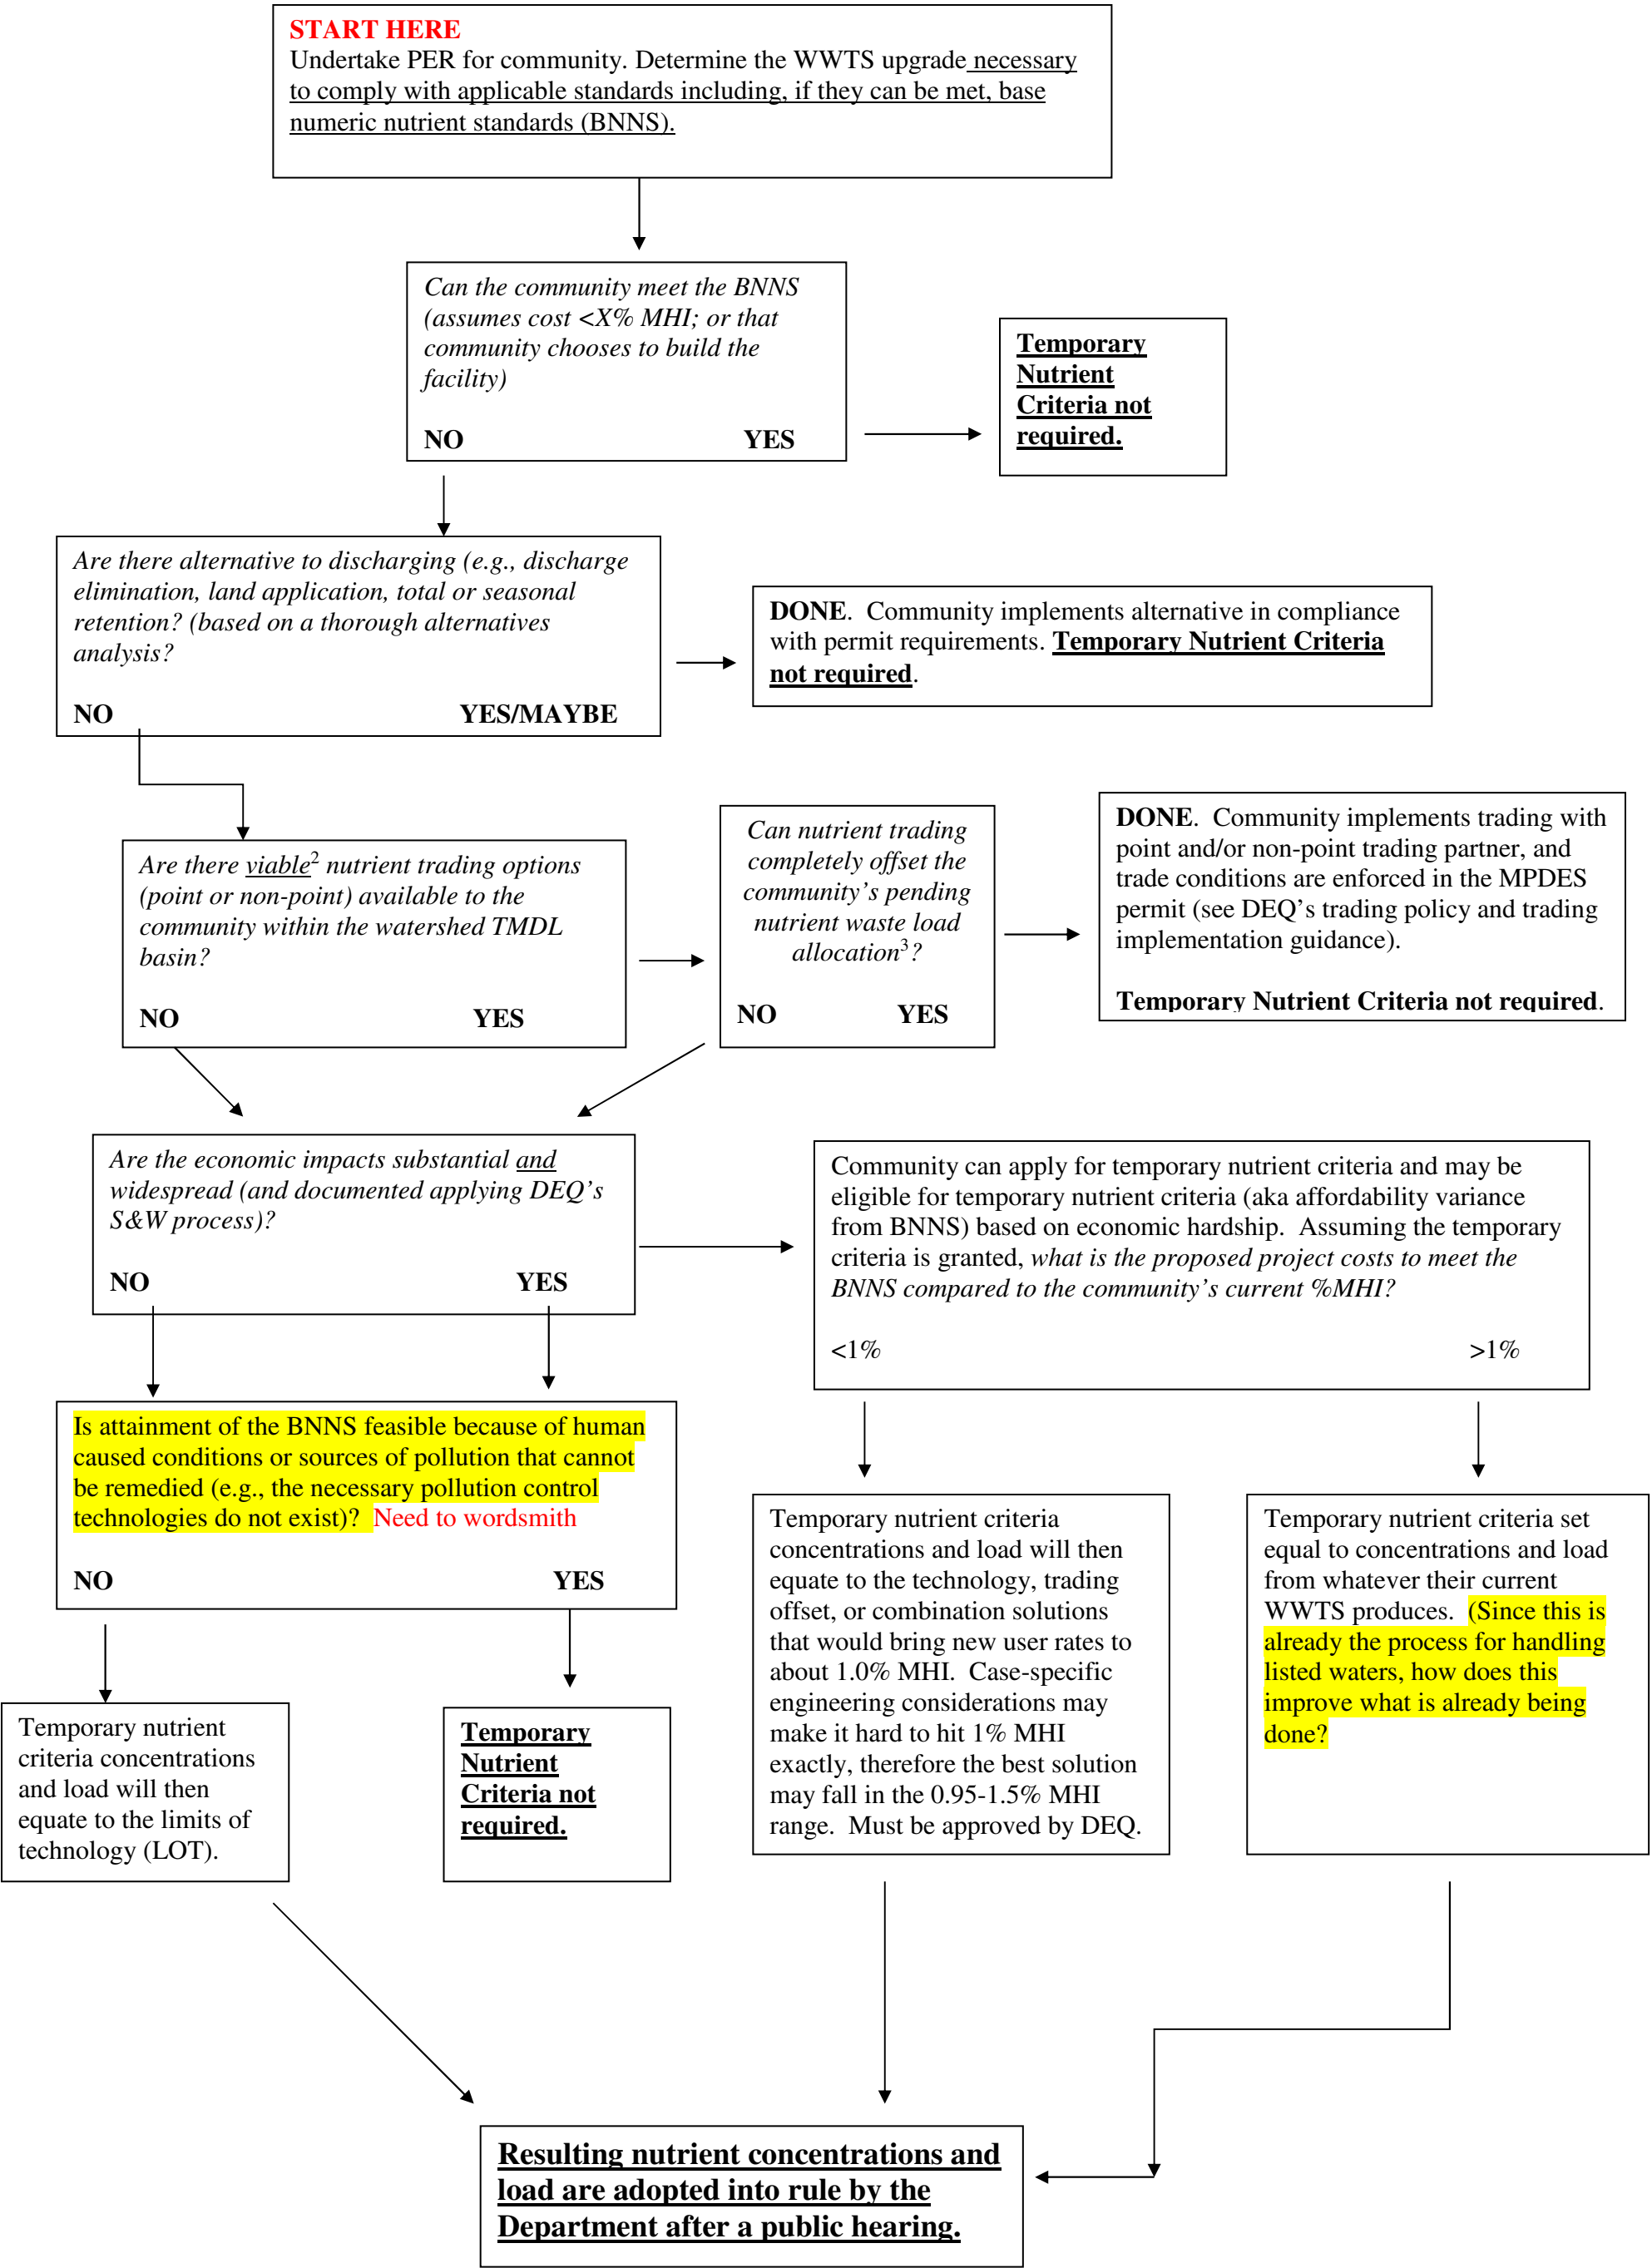 START HERE
Undertake PER for community. Determine the WWTS upgrade necessary
to comply with applicable standards including, if they can be met, base
numeric nutrient standards (BNNS).
Can the community meet the BNNS
(assumes cost <X% MHI; or that
community chooses to build the
facility)
NO YES
Temporary
Nutrient
Criteria not
required.
Are there alternative to discharging (e.g., discharge
elimination, land application, total or seasonal
retention? (based on a thorough alternatives
analysis?
NO YES/MAYBE
DONE. Community implements alternative in compliance
with permit requirements. Temporary Nutrient Criteria
not required.
Are there viable2 nutrient trading options
(point or non-point) available to the
community within the watershed TMDL
basin?
NO YES
Can nutrient trading
completely offset the
community's pending
nutrient waste load
allocation3?
NO YES
DONE. Community implements trading with
point and/or non-point trading partner, and
trade conditions are enforced in the MPDES
permit (see DEQ's trading policy and trading
implementation guidance).
Temporary Nutrient Criteria not required.
Are the economic impacts substantial and
widespread (and documented applying DEQ's
S&W process)?
NO YES
Community can apply for temporary nutrient criteria and may be
eligible for temporary nutrient criteria (aka affordability variance
from BNNS) based on economic hardship. Assuming the temporary
criteria is granted, what is the proposed project costs to meet the
BNNS compared to the community's current %MHI?
<1% >1%
Is attainment of the BNNS feasible because of human
caused conditions or sources of pollution that cannot
be remedied (e.g., the necessary pollution control
technologies do not exist)? Need to wordsmith
NO YES
Temporary nutrient criteria
concentrations and load will then
equate to the technology, trading
offset, or combination solutions
that would bring new user rates to
about 1.0% MHI. Case-specific
engineering considerations may
make it hard to hit 1% MHI
exactly, therefore the best solution
may fall in the 0.95-1.5% MHI
range. Must be approved by DEQ.
Temporary nutrient criteria set
equal to concentrations and load
from whatever their current
WWTS produces. (Since this is
already the process for handling
listed waters, how does this
improve what is already being
done?
Temporary nutrient
criteria concentrations
and load will then
equate to the limits of
technology (LOT).
Temporary
Nutrient
Criteria not
required.
Resulting nutrient concentrations and
load are adopted into rule by the
Department after a public hearing.